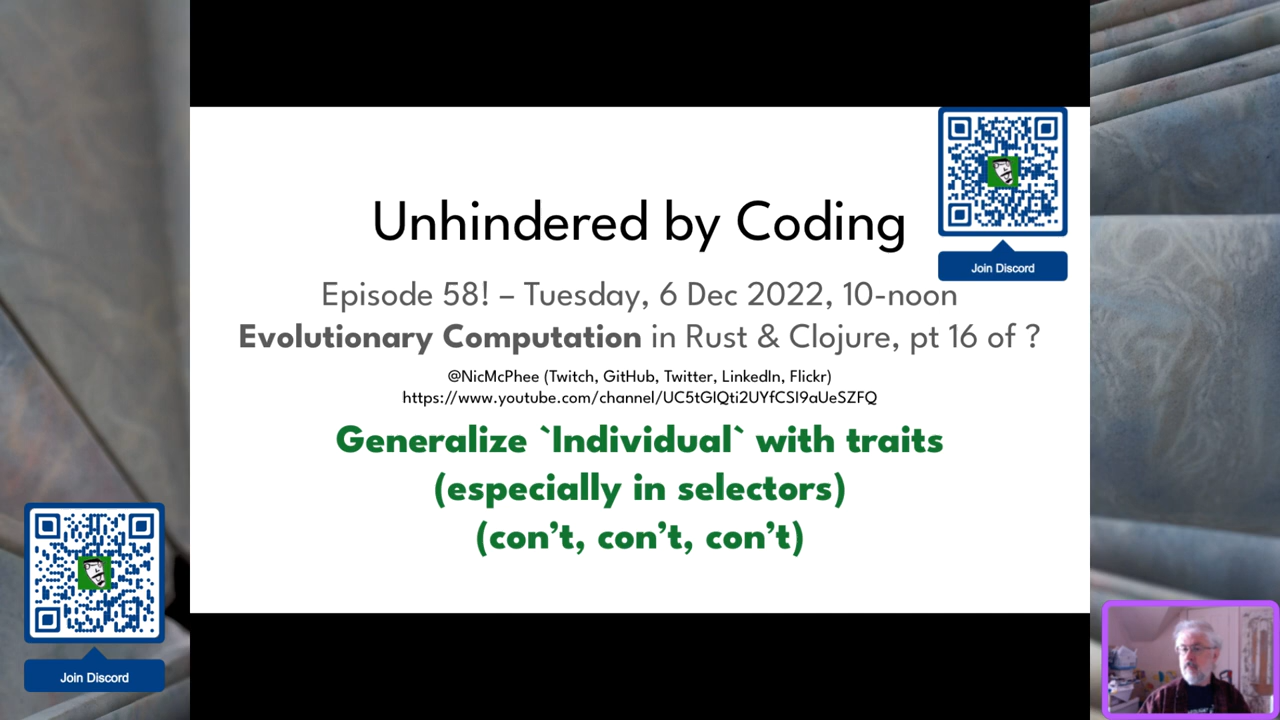 Join Discord
Unhindered by Coding
Episode 58! – Tuesday, 6 Dec 2022, 10-noon
Evolutionary Computation in Rust & Clojure, pt 16 of ?
@NicMcPhee (Twitch, GitHub, Twitter, LinkedIn, Flickr)
https://www.youtube.com/channel/UC5tGIQti2UYfCSI9aUeSZFQ
Generalize `Individual` with traits
(especially in selectors)
(con’t, con’t, con’t)
Join Discord